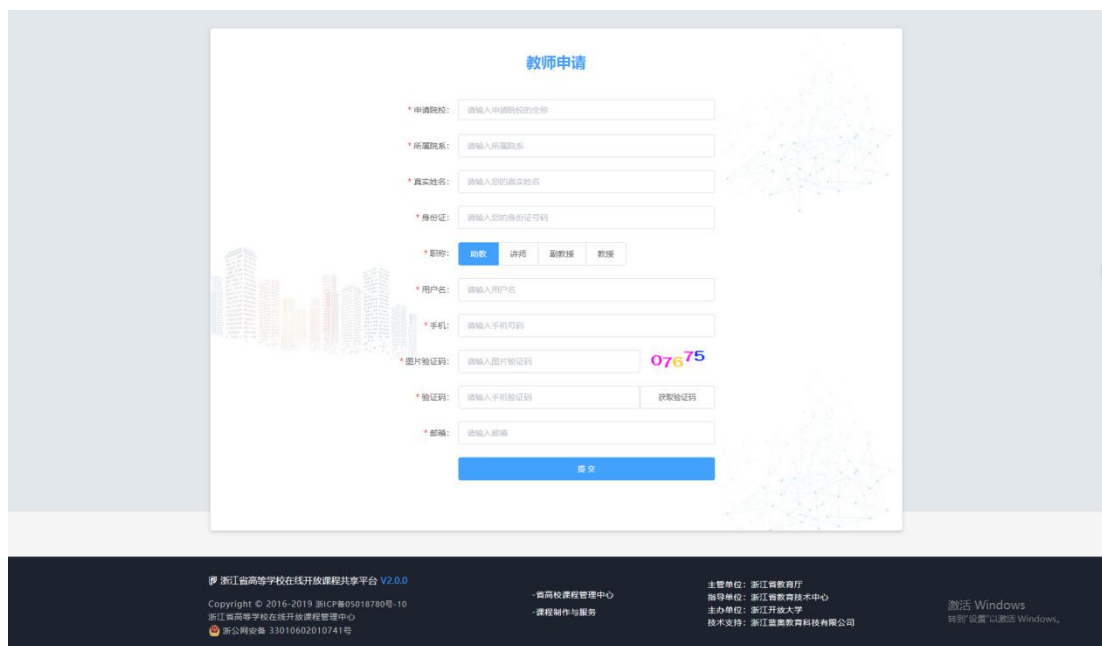 教师申请
* 申请院校: 请输入申请院校的全称
* 所属院系: 请输入所属院系
* 真实姓名: 请输入您的真实姓名
* 身份证: 请输入您的身份证号码
* 职称: 助教 讲师 副教授 教授
* 用户名: 请输入用户名
* 手机: 请输入手机号码
* 图片验证码: 请输入图片验证码 07675
* 验证码: 请输入手机验证码 获取验证码
* 邮箱: 请输入邮箱
提 交
浙江省高等学校在线开放课程共享平台 V2.0.0
Copyright © 2016-2019 浙ICP备05018780号-10
浙江省高等学校在线开放课程管理中心
浙公网安备 33010602010741号
-省高校课程管理中心
-课程制作与服务
主管单位: 浙江省教育厅
指导单位: 浙江省教育技术中心
主办单位: 浙江开放大学
技术支持: 浙江蓝奥教育科技有限公司
激活 Windows
转到"设置"以激活 Windows。